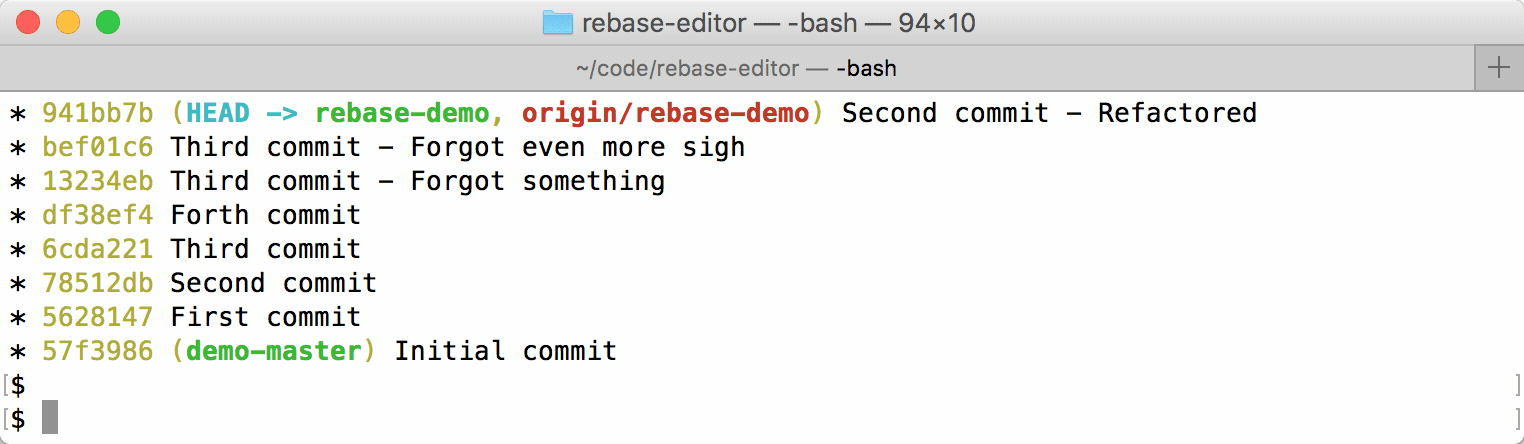 rebase-editor — -bash — 94×10
~/code/rebase-editor — -bash
* 941bb7b (HEAD -> rebase-demo, origin/rebase-demo) Second commit - Refactored
* bef01c6 Third commit - Forgot even more sigh
* 13234eb Third commit - Forgot something
* df38ef4 Forth commit
* 6cda221 Third commit
* 78512db Second commit
* 5628147 First commit
* 57f3986 (demo-master) Initial commit
[$ ]
[$ ]